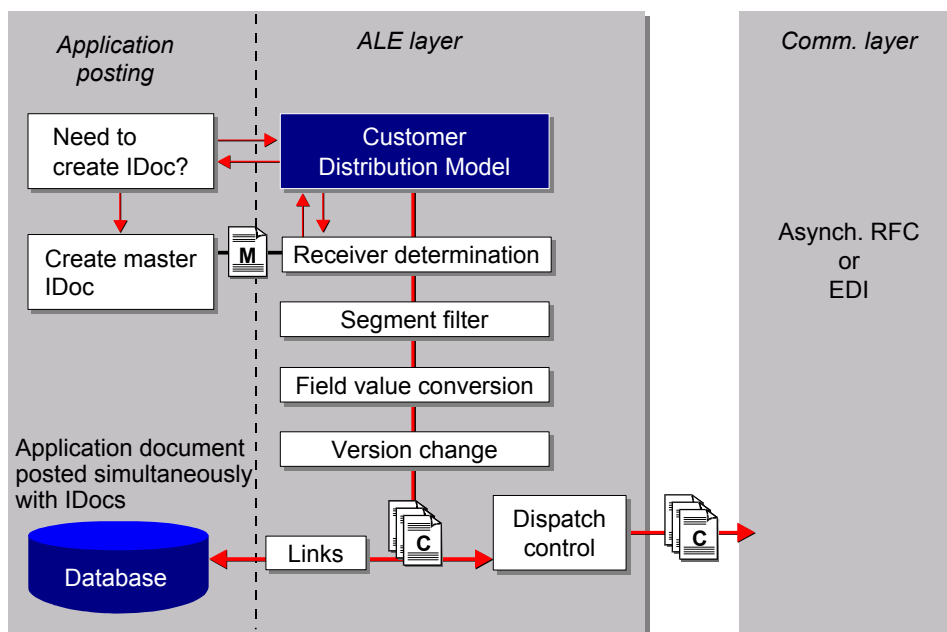 Application
posting
ALE layer
Comm. layer
Need to
create IDoc?
Customer
Distribution Model
Create master
IDoc
M
Receiver determination
Asynch. RFC
or
EDI
Segment filter
Field value conversion
Version change
Application document
posted simultaneously
with IDocs
Database
Links
C
Dispatch
control
C